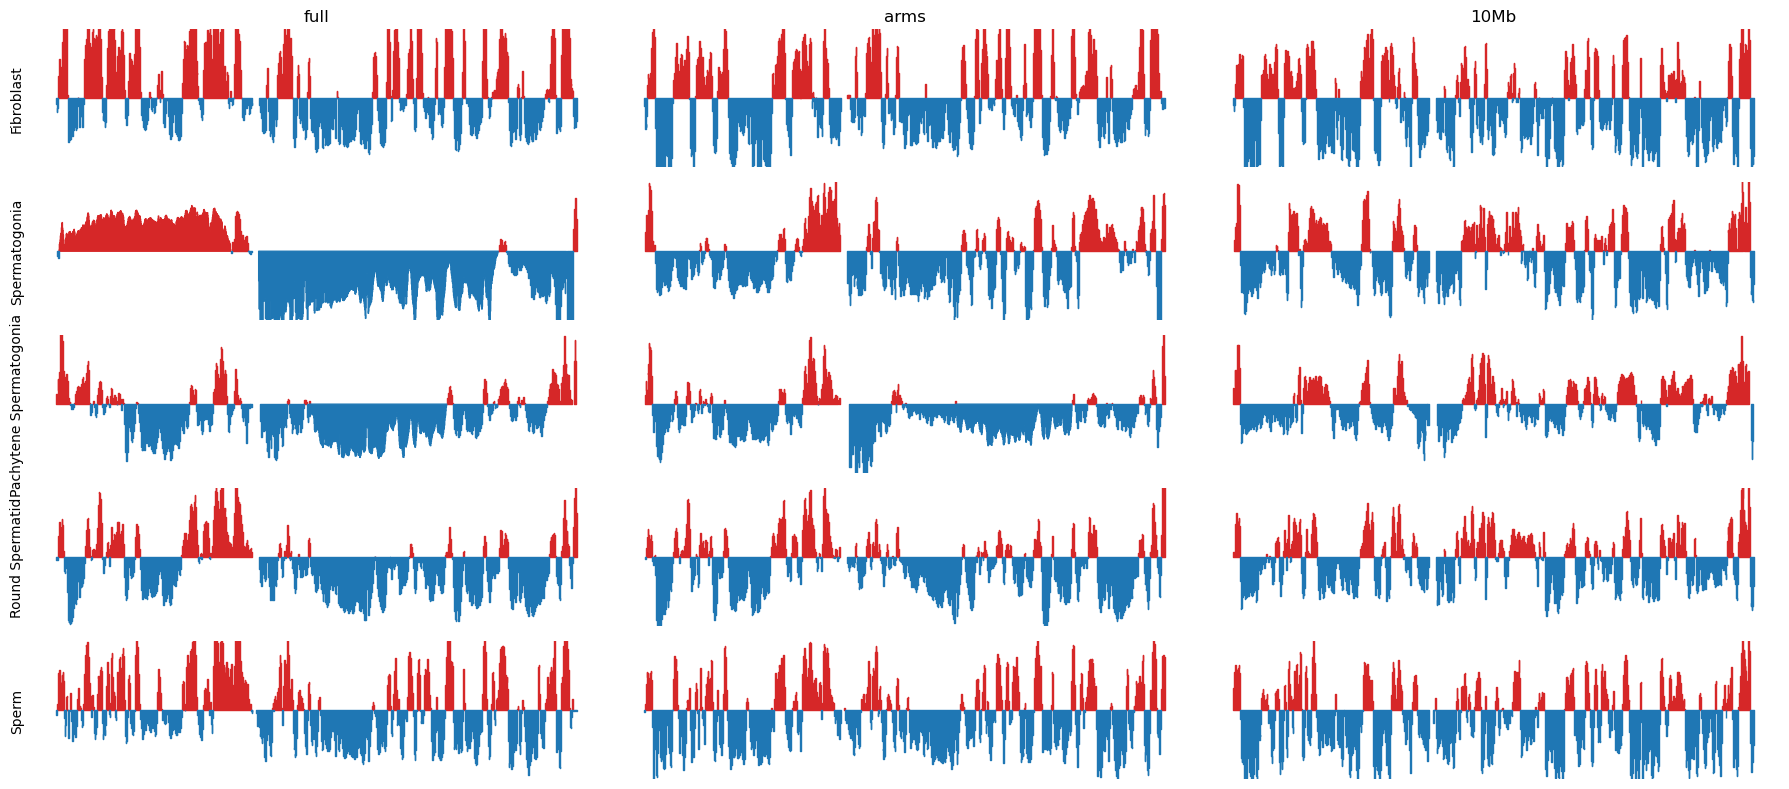 full arms 10Mb
Fibroblast
Spermatogonia
Pachytene Spermatogonia
Round Spermatid
Sperm